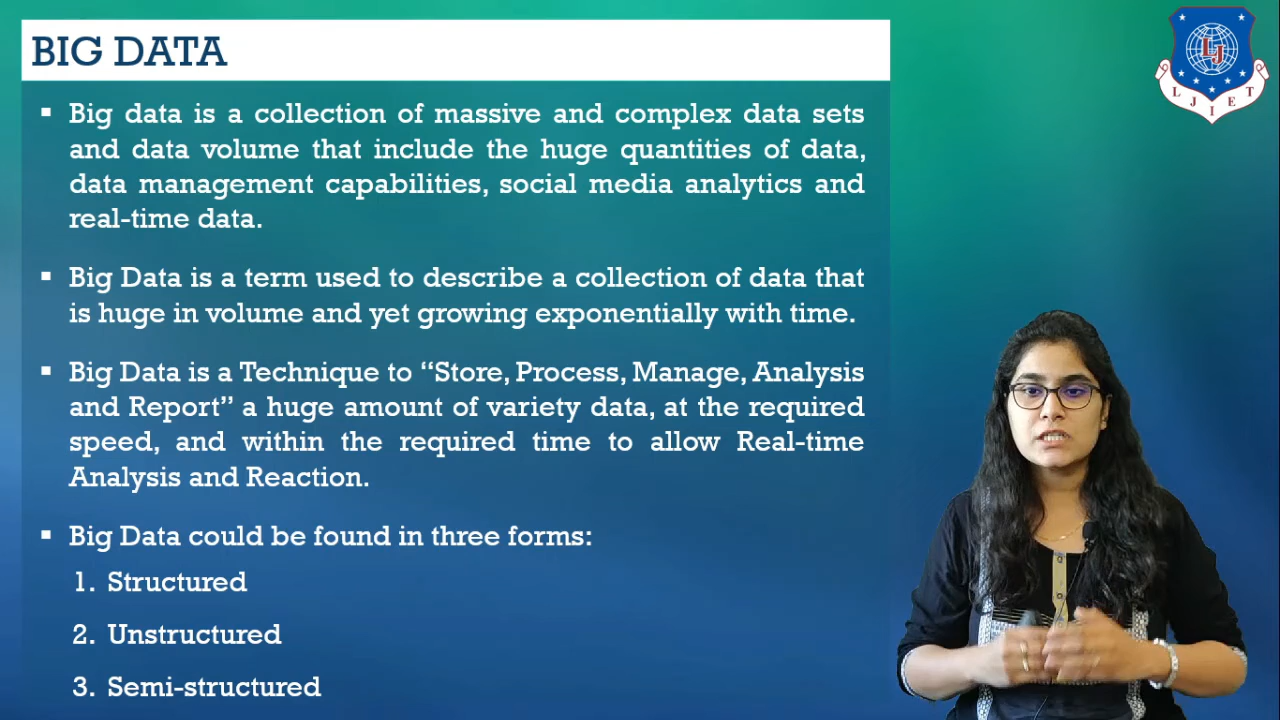 BIG DATA
▪ Big data is a collection of massive and complex data sets
and data volume that include the huge quantities of data,
data management capabilities, social media analytics and
real-time data.
▪ Big Data is a term used to describe a collection of data that
is huge in volume and yet growing exponentially with time.
▪ Big Data is a Technique to “Store, Process, Manage, Analysis
and Report” a huge amount of variety data, at the required
speed, and within the required time to allow Real-time
Analysis and Reaction.
▪ Big Data could be found in three forms:
1. Structured
2. Unstructured
3. Semi-structured
LJ
LJIET